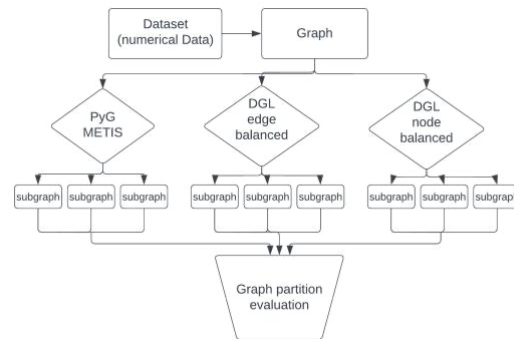 Dataset
(numerical Data)
Graph
PyG
METIS
DGL
edge
balanced
DGL
node
balanced
subgraph
subgraph
subgraph
subgraph
subgraph
subgraph
subgraph
subgraph
subgrap
Graph partition
evaluation